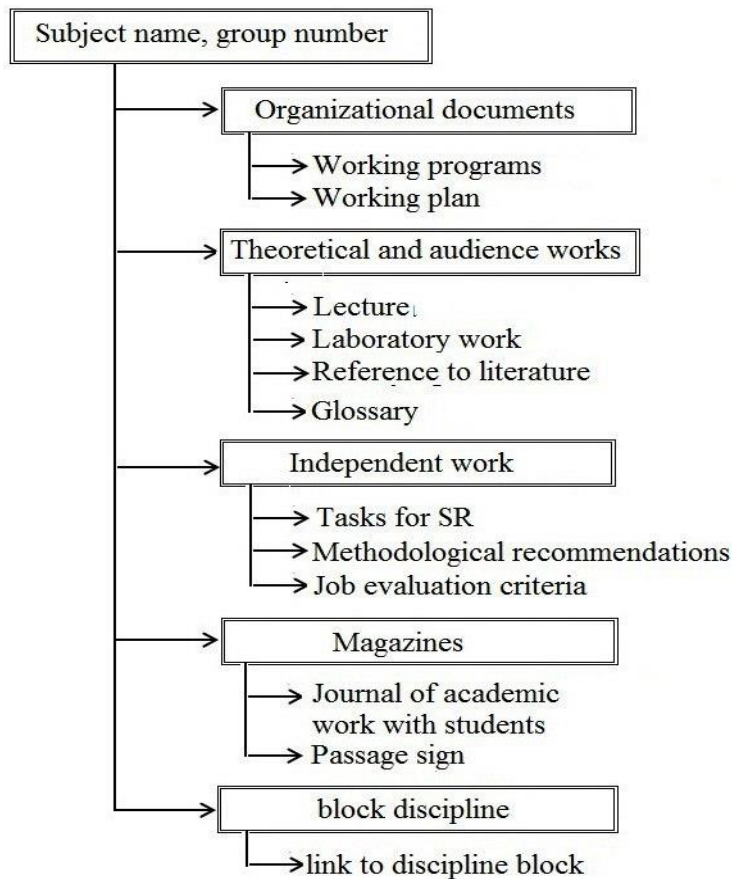 Subject name, group number
Organizational documents
Working programs
Working plan
Theoretical and audience works
Lecture
Laboratory work
Reference to literature
Glossary
Independent work
Tasks for SR
Methodological recommendations
Job evaluation criteria
Magazines
Journal of academic
work with students
Passage sign
block discipline
link to discipline block